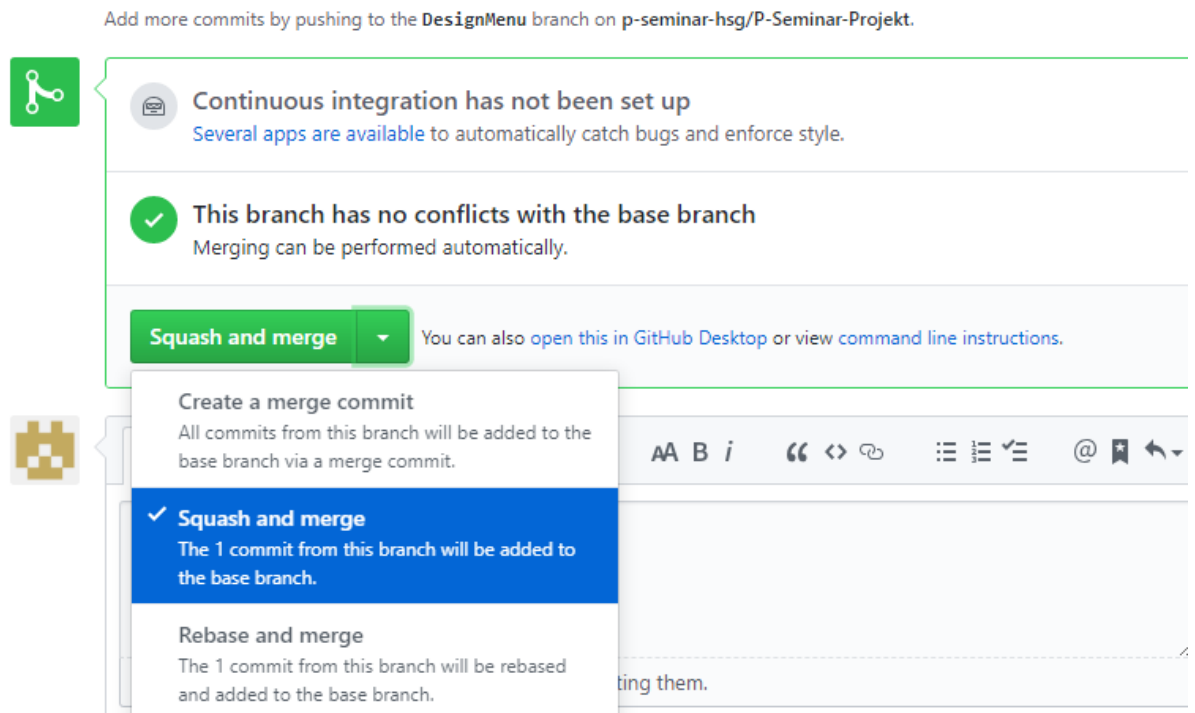 Add more commits by pushing to the DesignMenu branch on p-seminar-hsg/P-Seminar-Projekt.
Continuous integration has not been set up
Several apps are available to automatically catch bugs and enforce style.
This branch has no conflicts with the base branch
Merging can be performed automatically.
Squash and merge
You can also open this in GitHub Desktop or view command line instructions.
Create a merge commit
All commits from this branch will be added to the
base branch via a merge commit.
AA B i
Squash and merge
The 1 commit from this branch will be added to
the base branch.
Rebase and merge
The 1 commit from this branch will be rebased
and added to the base branch.
ting them.